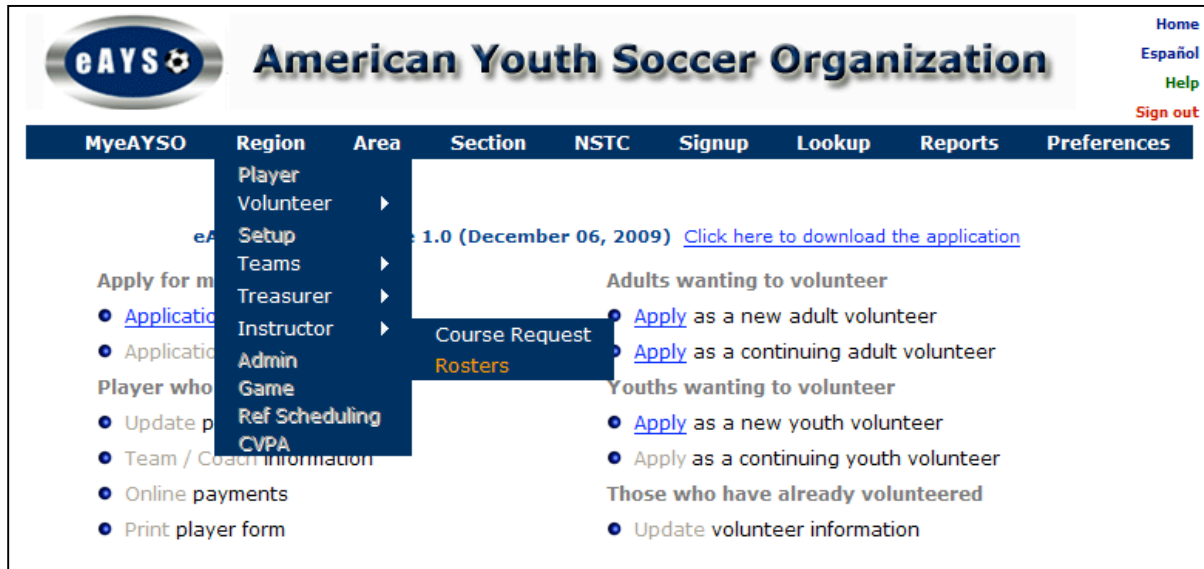 eAYSO
American Youth Soccer Organization
Home
Español
Help
Sign out
MyeAYSO Region Area Section NSTC Signup Lookup Reports Preferences
Player
Volunteer
Setup
Teams
Treasurer
Instructor
Admin
Game
Ref Scheduling
CVPA
Course Request
Rosters
1.0 (December 06, 2009) Click here to download the application
Apply for m
Applicatio
Applicatio
Player who
Update p
Team / Coach information
Online payments
Print player form
Adults wanting to volunteer
Apply as a new adult volunteer
Apply as a continuing adult volunteer
Youths wanting to volunteer
Apply as a new youth volunteer
Apply as a continuing youth volunteer
Those who have already volunteered
Update volunteer information